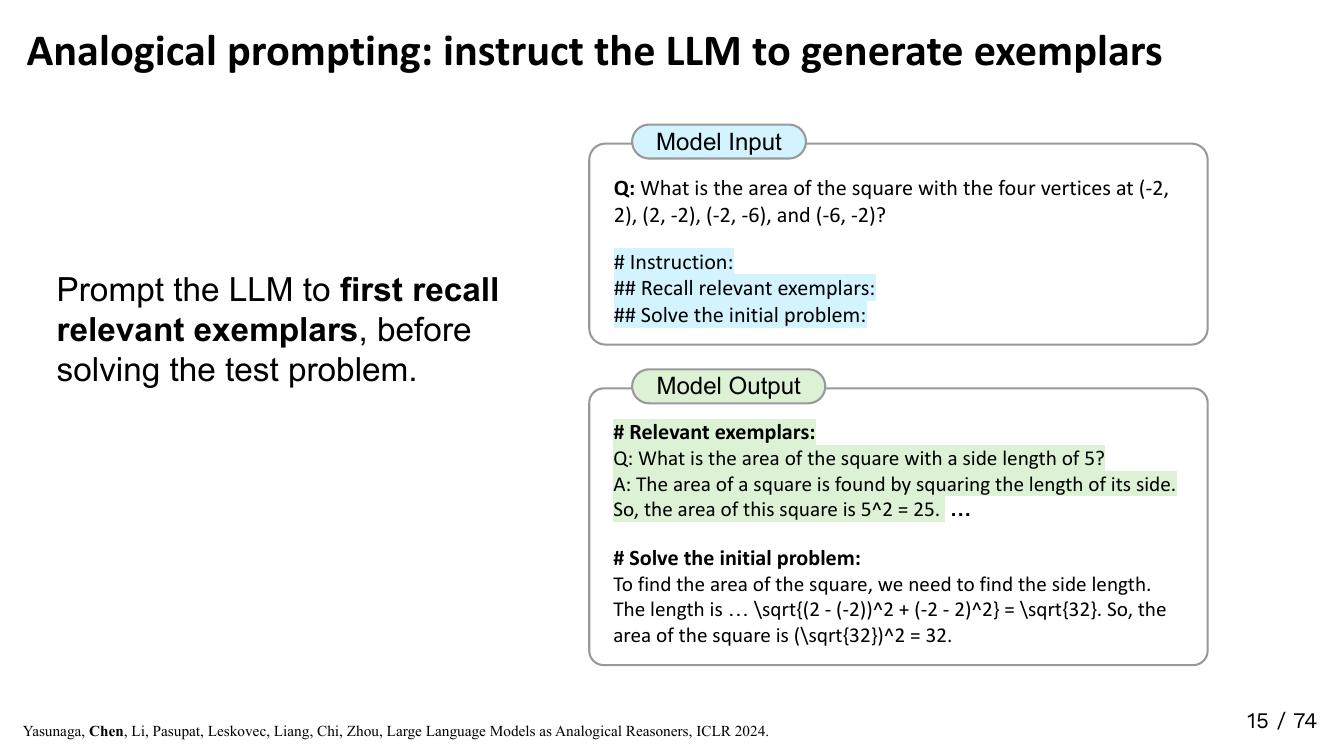 Analogical prompting: instruct the LLM to generate exemplars
Prompt the LLM to first recall
relevant exemplars, before
solving the test problem.
Model Input
Q: What is the area of the square with the four vertices at (-2,
2), (2, -2), (-2, -6), and (-6, -2)?
# Instruction:
## Recall relevant exemplars:
## Solve the initial problem:
Model Output
# Relevant exemplars:
Q: What is the area of the square with a side length of 5?
A: The area of a square is found by squaring the length of its side.
So, the area of this square is 5^2 = 25. …
# Solve the initial problem:
To find the area of the square, we need to find the side length.
The length is … \sqrt{(2 - (-2))^2 + (-2 - 2)^2} = \sqrt{32}. So, the
area of the square is (\sqrt{32})^2 = 32.
Yasunaga, Chen, Li, Pasupat, Leskovec, Liang, Chi, Zhou, Large Language Models as Analogical Reasoners, ICLR 2024.
15 / 74